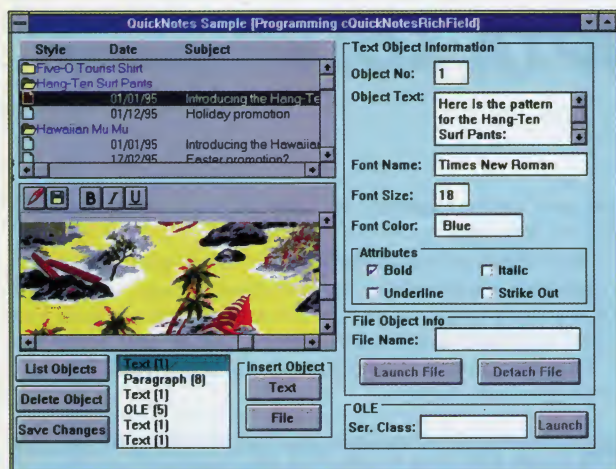 QuickNotes Sample [Programming cQuickNotesRichField]
Style Date Subject
Five-O Tourist Shirt
Hang-Ten Surf Pants
01/01/95 Introducing the Hang-Te
01/12/95 Holiday promotion
Hawaiian Mu Mu
01/01/95 Introducing the Hawaiian
17/02/95 Easter promotion?
B I U
List Objects
Delete Object
Save Changes
Text (1)
Paragraph (8)
Text (1)
OLE (5)
Text (1)
Text (1)
Insert Object
Text
File
Text Object Information
Object No: 1
Object Text: Here Is the pattern
for the Hang-Ten
Surf Pants:
Font Name: Times New Roman
Font Size: 18
Font Color: Blue
Attributes
Bold Italic
Underline Strike Out
File Object Info
File Name:
Launch File Detach File
OLE
Ser. Class: Launch